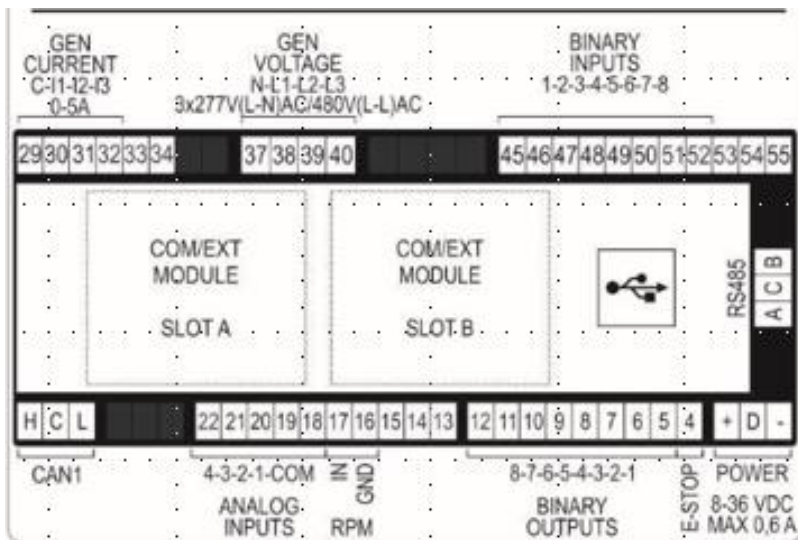 GEN
CURRENT
C-I1-I2-I3
0-5A
GEN
VOLTAGE
N-L1-L2-L3
3x277V(L-N)AC/480V(L-L)AC
BINARY
INPUTS
1-2-3-4-5-6-7-8
29 30 31 32 33 34 37 38 39 40 45 46 47 48 49 50 51 52 53 54 55
COM/EXT
MODULE
SLOT A
COM/EXT
MODULE
SLOT B
RS485
A C B
H C L 22 21 20 19 18 17 16 15 14 13 12 11 10 9 8 7 6 5 4 + D -
CAN1
4-3-2-1-COM
ANALOG
INPUTS
IN
GND
RPM
8-7-6-5-4-3-2-1
BINARY
OUTPUTS
E-STOP
POWER
8-36 VDC
MAX 0,6 A